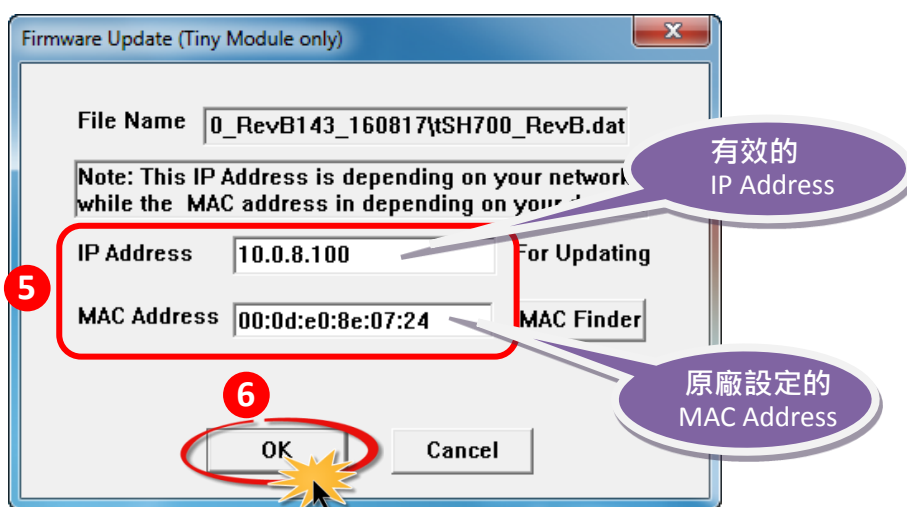 Firmware Update (Tiny Module only)
x
File Name 0_RevB143_160817\tSH700_RevB.dat
有效的
IP Address
Note: This IP Address is depending on your network
while the MAC address in depending on your
IP Address 10.0.8.100 For Updating
5
MAC Address 00:0d:e0:8e:07:24 MAC Finder
原廠設定的
MAC Address
6
OK Cancel